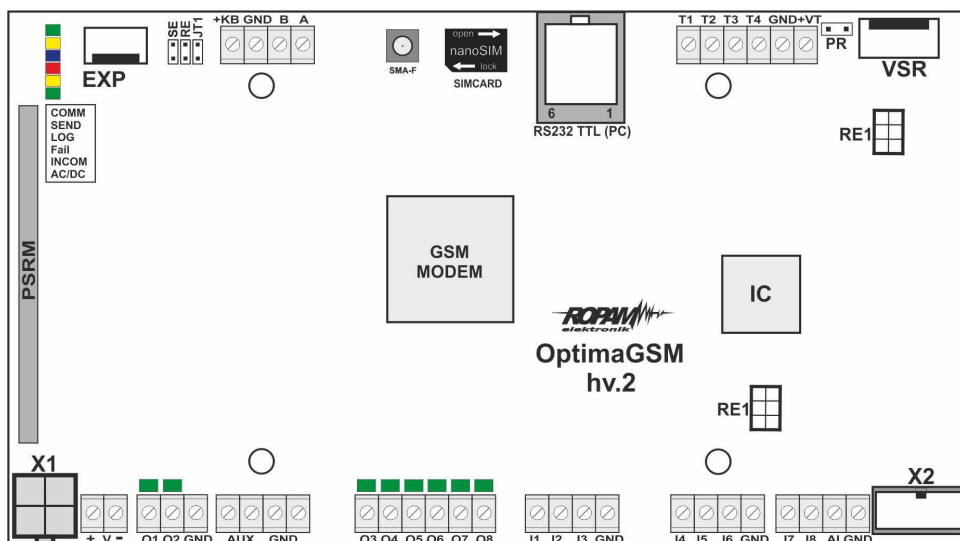 SE
RE
JT1
+KB GND B A
EXP
SMA-F
open
nanoSIM
lock
SIMCARD
6 1
RS232 TTL (PC)
T1 T2 T3 T4 GND+VT
PR
VSR
COMM
SEND
LOG
Fail
INCOM
AC/DC
RE1
PSRM
GSM
MODEM
IC
ROPAM
elektronik
OptimaGSM
hv.2
RE1
X1
X2
+ V -
O1 O2 GND
AUX GND
O3 O4 O5 O6 O7 O8
I1 I2 I3 GND
I4 I5 I6 GND
I7 I8 AI GND